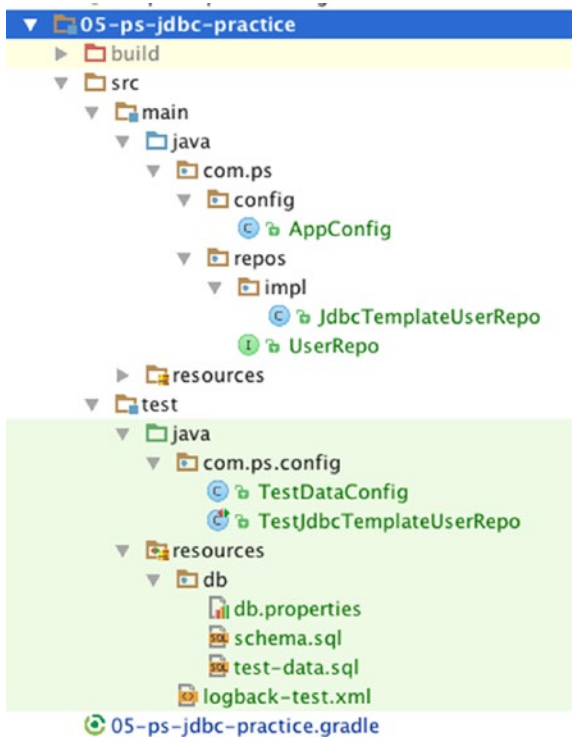 05-ps-jdbc-practice
build
src
main
java
com.ps
config
AppConfig
repos
impl
JdbcTemplateUserRepo
UserRepo
resources
test
java
com.ps.config
TestDataConfig
TestJdbcTemplateUserRepo
resources
db
db.properties
schema.sql
test-data.sql
logback-test.xml
05-ps-jdbc-practice.gradle